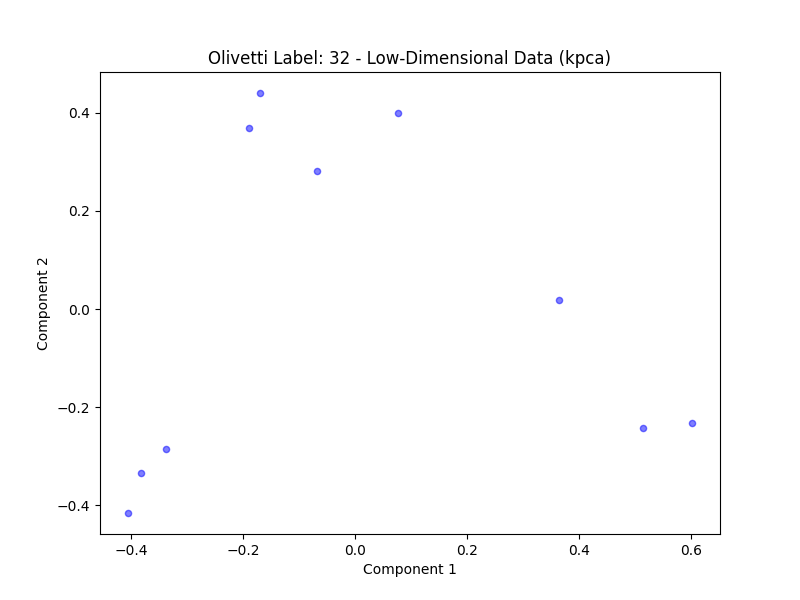 Olivetti Label: 32 - Low-Dimensional Data (kpca)
0.4
0.2
0.0
−0.2
−0.4
Component 2
−0.4 −0.2 0.0 0.2 0.4 0.6
Component 1